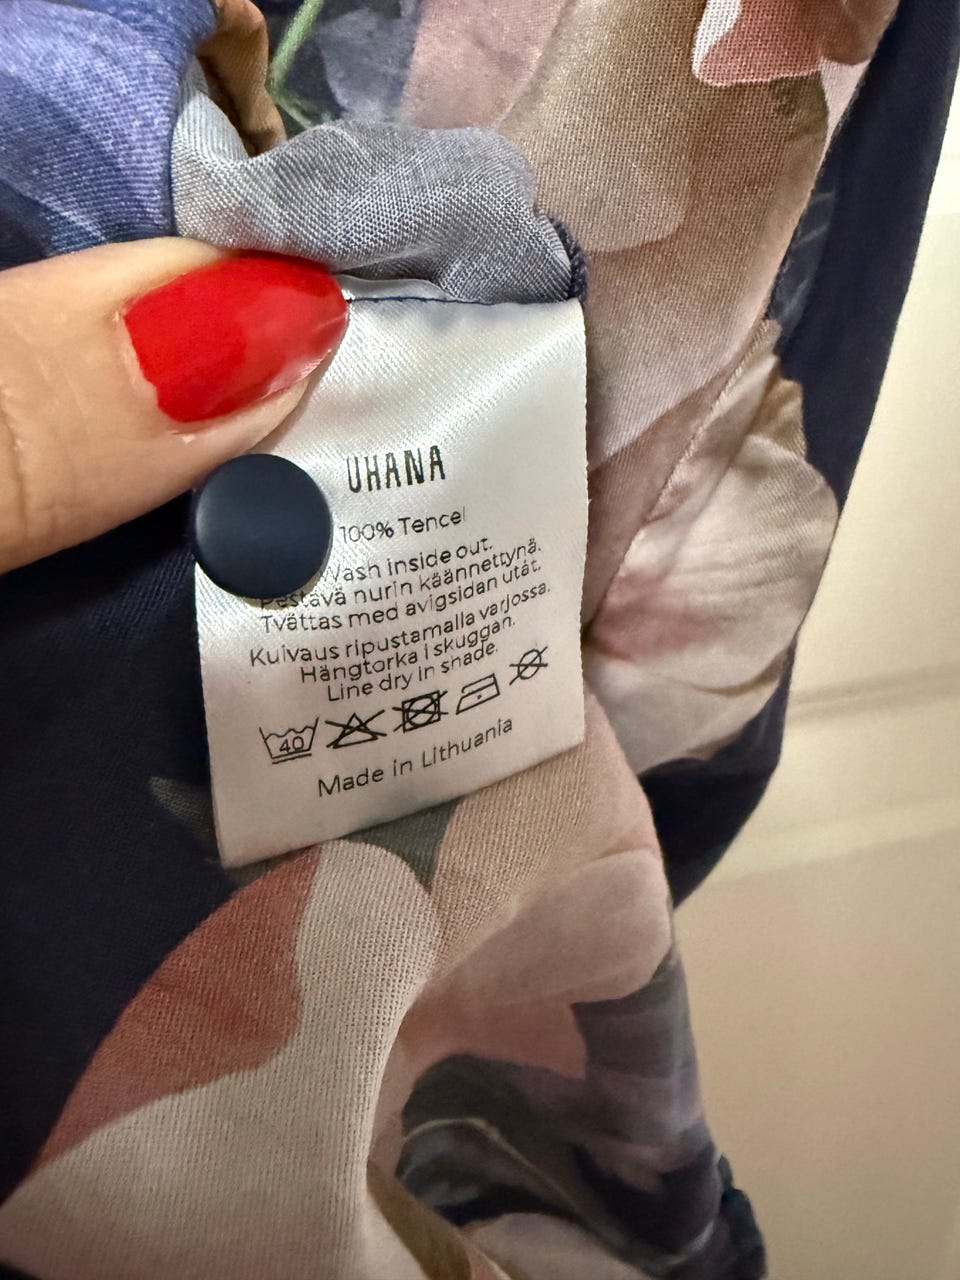 UHANA
100% Tencel
Wash inside out.
Pestävä nurin käännettynä.
Tvättas med avigsidan utåt.
Kuivaus ripustamalla varjossa.
Hängtorka i skuggan.
Line dry in shade.
40
Made in Lithuania